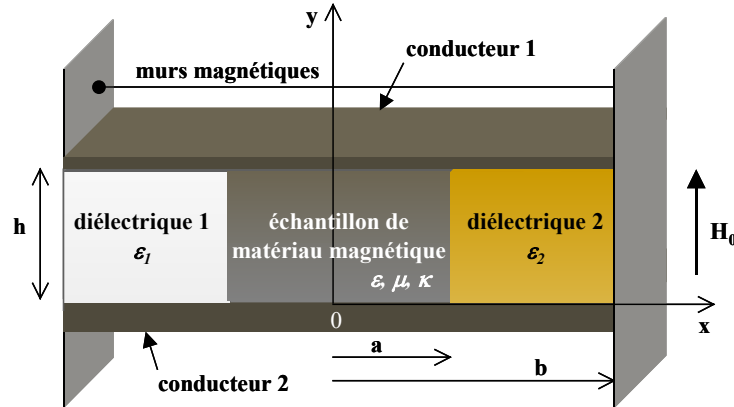 y
conducteur 1
murs magnétiques
h
diélectrique 1
ε1
échantillon de
matériau magnétique
ε, μ, κ
diélectrique 2
ε2
H0
0
x
a
b
conducteur 2